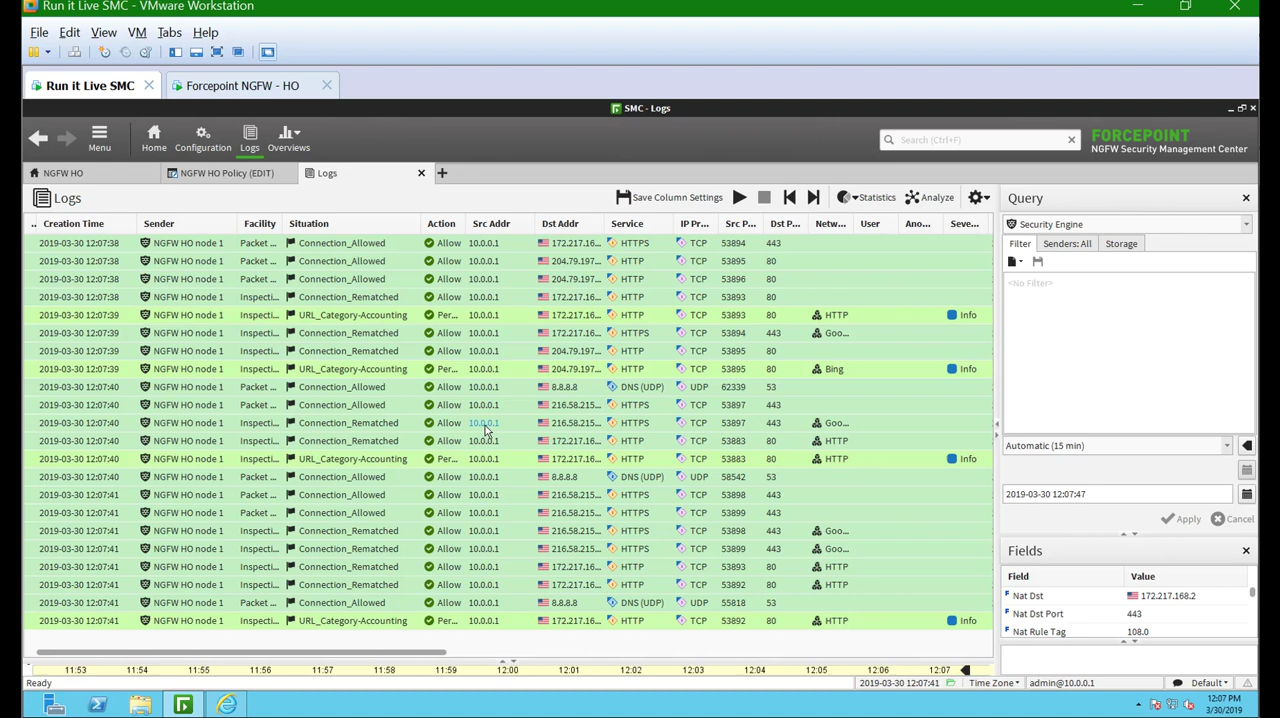 Run it Live SMC - VMware Workstation
File Edit View VM Tabs Help
Run it Live SMC Forcepoint NGFW - HO
SMC - Logs
Menu Home Configuration Logs Overviews Search (Ctrl+F) FORCEPOINT
NGFW Security Management Center
NGFW HO NGFW HO Policy (EDIT) Logs
Logs Save Column Settings Statistics Analyze Query
.. Creation Time Sender Facility Situation Action Src Addr Dst Addr Service IP Pr... Src P... Dst P... Netw... User Ano... Seve... Security Engine
2019-03-30 12:07:38 NGFW HO node 1 Packet ... Connection_Allowed Allow 10.0.0.1 172.217.16... HTTPS TCP 53894 443 Filter Senders: All Storage
2019-03-30 12:07:38 NGFW HO node 1 Packet ... Connection_Allowed Allow 10.0.0.1 204.79.197... HTTP TCP 53895 80
2019-03-30 12:07:38 NGFW HO node 1 Packet ... Connection_Allowed Allow 10.0.0.1 204.79.197... HTTP TCP 53896 80 <No Filter>
2019-03-30 12:07:38 NGFW HO node 1 Inspecti... Connection_Rematched Allow 10.0.0.1 172.217.16... HTTP TCP 53893 80
2019-03-30 12:07:39 NGFW HO node 1 Inspecti... URL_Category-Accounting Per... 10.0.0.1 172.217.16... HTTP TCP 53893 80 HTTP Info
2019-03-30 12:07:39 NGFW HO node 1 Inspecti... Connection_Rematched Allow 10.0.0.1 172.217.16... HTTPS TCP 53894 443 Goo...
2019-03-30 12:07:39 NGFW HO node 1 Inspecti... Connection_Rematched Allow 10.0.0.1 204.79.197... HTTP TCP 53895 80
2019-03-30 12:07:39 NGFW HO node 1 Inspecti... URL_Category-Accounting Per... 10.0.0.1 204.79.197... HTTP TCP 53895 80 Bing Info
2019-03-30 12:07:40 NGFW HO node 1 Packet ... Connection_Allowed Allow 10.0.0.1 8.8.8.8 DNS (UDP) UDP 62339 53
2019-03-30 12:07:40 NGFW HO node 1 Packet ... Connection_Allowed Allow 10.0.0.1 216.58.215... HTTPS TCP 53897 443
2019-03-30 12:07:40 NGFW HO node 1 Inspecti... Connection_Rematched Allow 10.0.0.1 216.58.215... HTTPS TCP 53897 443 Goo...
2019-03-30 12:07:40 NGFW HO node 1 Inspecti... Connection_Rematched Allow 10.0.0.1 172.217.16... HTTP TCP 53883 80 HTTP Automatic (15 min)
2019-03-30 12:07:40 NGFW HO node 1 Inspecti... URL_Category-Accounting Per... 10.0.0.1 172.217.16... HTTP TCP 53883 80 HTTP Info
2019-03-30 12:07:40 NGFW HO node 1 Packet ... Connection_Allowed Allow 10.0.0.1 8.8.8.8 DNS (UDP) UDP 58542 53
2019-03-30 12:07:41 NGFW HO node 1 Packet ... Connection_Allowed Allow 10.0.0.1 216.58.215... HTTPS TCP 53898 443 2019-03-30 12:07:47
2019-03-30 12:07:41 NGFW HO node 1 Packet ... Connection_Allowed Allow 10.0.0.1 216.58.215... HTTPS TCP 53899 443 Apply Cancel
2019-03-30 12:07:41 NGFW HO node 1 Inspecti... Connection_Rematched Allow 10.0.0.1 216.58.215... HTTPS TCP 53898 443 Goo...
2019-03-30 12:07:41 NGFW HO node 1 Inspecti... Connection_Rematched Allow 10.0.0.1 216.58.215... HTTPS TCP 53899 443 Goo... Fields
2019-03-30 12:07:41 NGFW HO node 1 Inspecti... Connection_Rematched Allow 10.0.0.1 172.217.16... HTTP TCP 53893 80 HTTP Field Value
2019-03-30 12:07:41 NGFW HO node 1 Inspecti... Connection_Rematched Allow 10.0.0.1 172.217.16... HTTP TCP 53892 80 HTTP Nat Dst 172.217.168.2
2019-03-30 12:07:41 NGFW HO node 1 Packet ... Connection_Allowed Allow 10.0.0.1 8.8.8.8 DNS (UDP) UDP 55818 53 Nat Dst Port 443
2019-03-30 12:07:41 NGFW HO node 1 Inspecti... URL_Category-Accounting Per... 10.0.0.1 172.217.16... HTTP TCP 53892 80 HTTP Info Nat Rule Tag 108.0
11:53 11:54 11:55 11:56 11:57 11:58 11:59 12:00 12:01 12:02 12:03 12:04 12:05 12:06 12:07
Ready 2019-03-30 12:07:41 Time Zone admin@10.0.0.1 Default
12:07 PM
3/30/2019